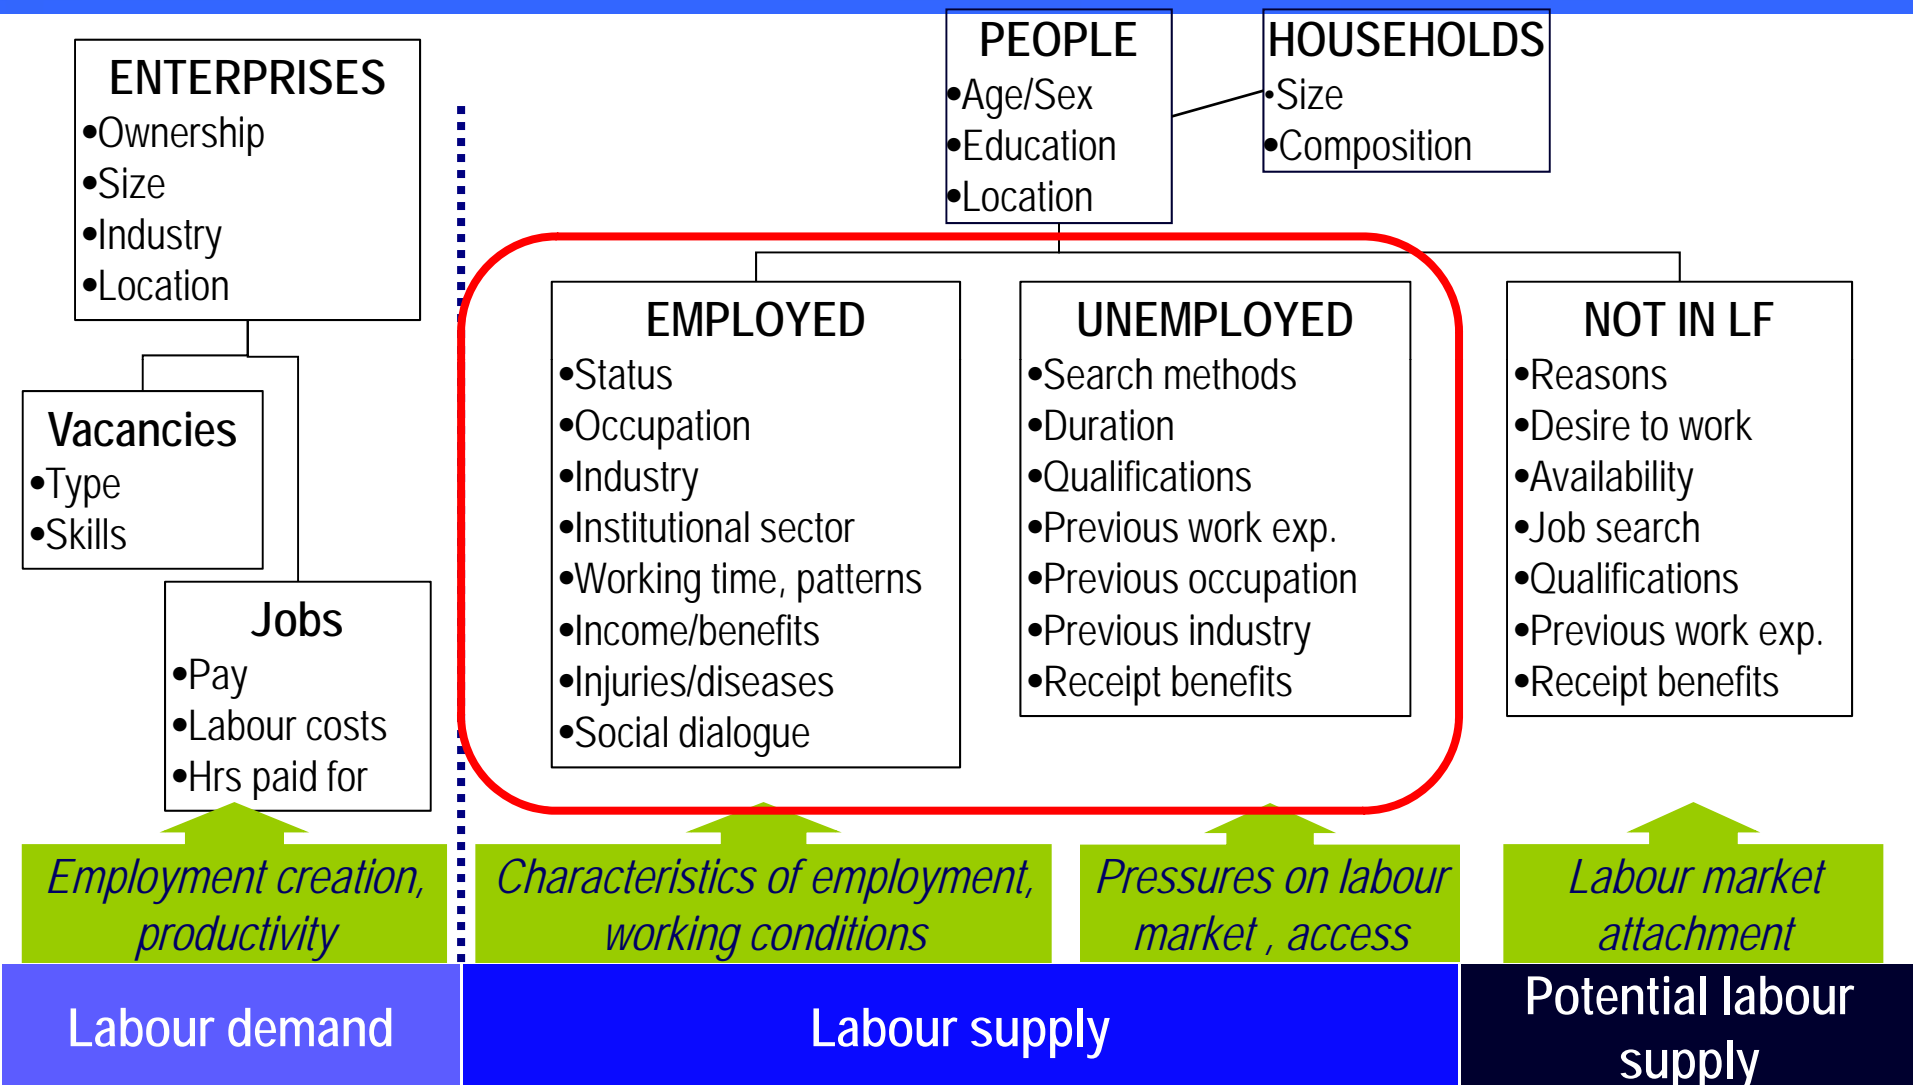 ENTERPRISES
•Ownership
•Size
•Industry
•Location
Vacancies
•Type
•Skills
Jobs
•Pay
•Labour costs
•Hrs paid for
PEOPLE
•Age/Sex
•Education
•Location
HOUSEHOLDS
•Size
•Composition
EMPLOYED
•Status
•Occupation
•Industry
•Institutional sector
•Working time, patterns
•Income/benefits
•Injuries/diseases
•Social dialogue
UNEMPLOYED
•Search methods
•Duration
•Qualifications
•Previous work exp.
•Previous occupation
•Previous industry
•Receipt benefits
NOT IN LF
•Reasons
•Desire to work
•Availability
•Job search
•Qualifications
•Previous work exp.
•Receipt benefits
Employment creation,
productivity
Characteristics of employment,
working conditions
Pressures on labour
market , access
Labour market
attachment
Labour demand
Labour supply
Potential labour
supply